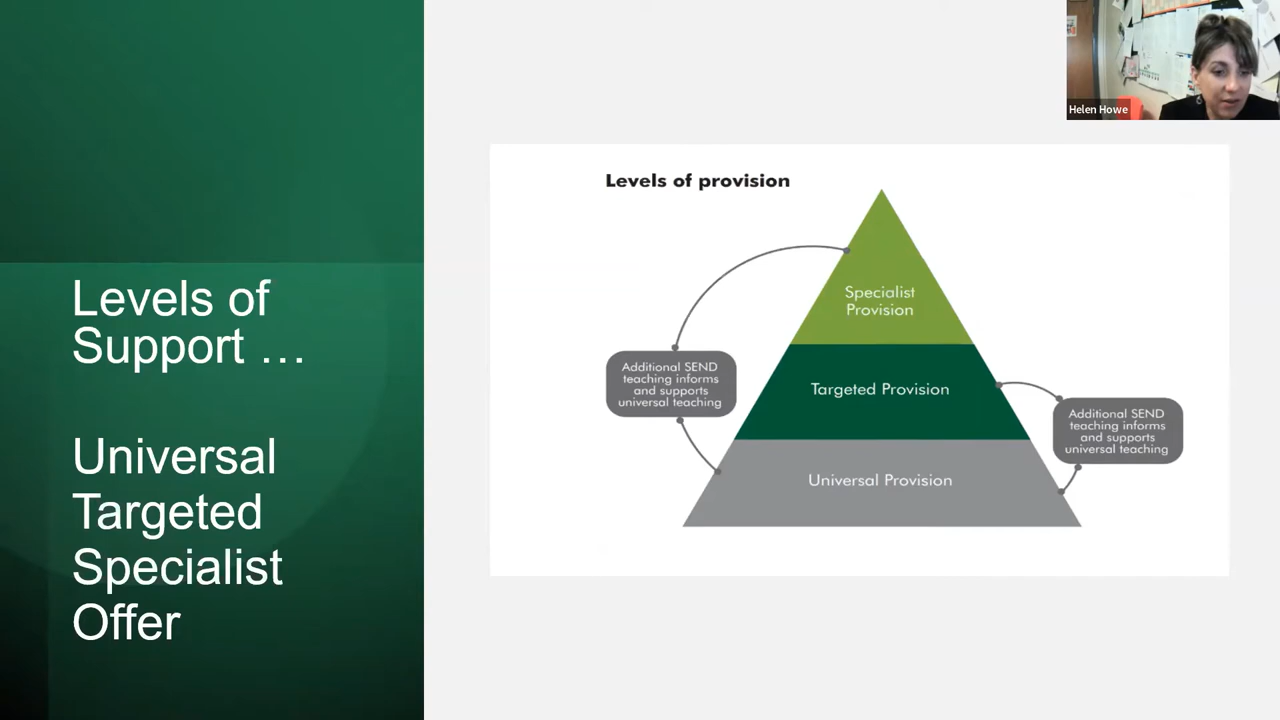 Levels of
Support …
Universal
Targeted
Specialist
Offer
Helen Howe
Levels of provision
Specialist
Provision
Additional SEND
teaching informs
and supports
universal teaching
Targeted Provision
Additional SEND
teaching informs
and supports
universal teaching
Universal Provision